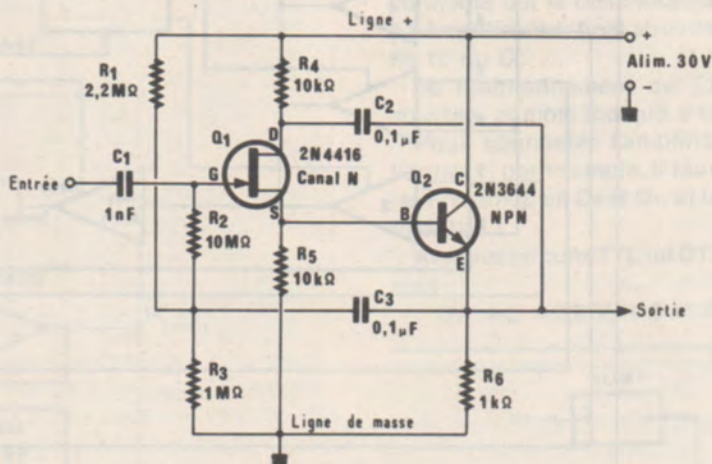 Ligne +
+
Alim. 30V
-
R1
2,2MΩ
R4
10kΩ
C2
0,1µF
Q1
D
G
S
2N4416
Canal N
Entrée
C1
1nF
R2
10MΩ
Q2
C
B
E
2N3644
NPN
R5
10kΩ
C3
0,1µF
Sortie
R3
1MΩ
R6
1kΩ
Ligne de masse